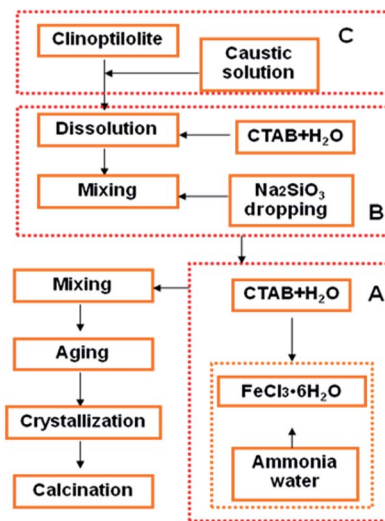 C
Clinoptilolite
Caustic
solution
Dissolution
CTAB+H₂O
Mixing
Na₂SiO₃
dropping
B
Mixing
CTAB+H₂O
A
Aging
FeCl₃•6H₂O
Crystallization
Ammonia
water
Calcination